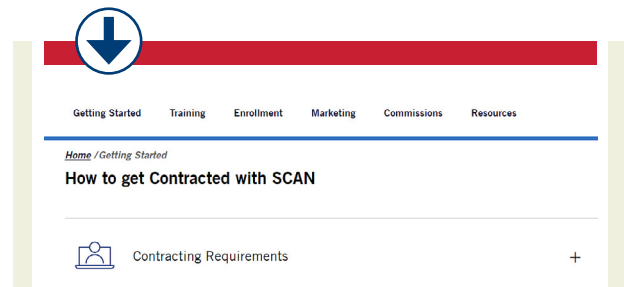 Getting Started Training Enrollment Marketing Commissions Resources
Home / Getting Started
How to get Contracted with SCAN
Contracting Requirements +